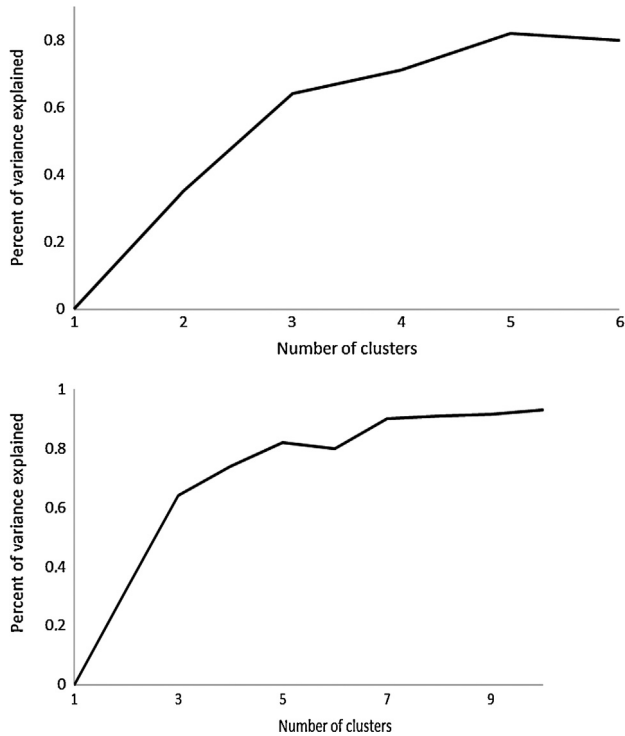 Percent of variance explained
0.8
0.6
0.4
0.2
0
1 2 3 4 5 6
Number of clusters
Percent of variance explained
1
0.8
0.6
0.4
0.2
0
1 3 5 7 9
Number of clusters